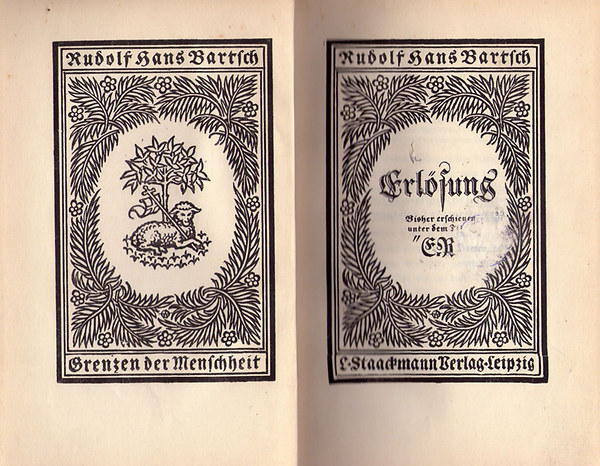 Rudolf Hans Bartſch
Grenzen der Menſchheit
Rudolf Hans Bartſch
Erlöſung
Bisher erſchienen
unter dem
"ER
L·Staackmann Verlag·Leipzig